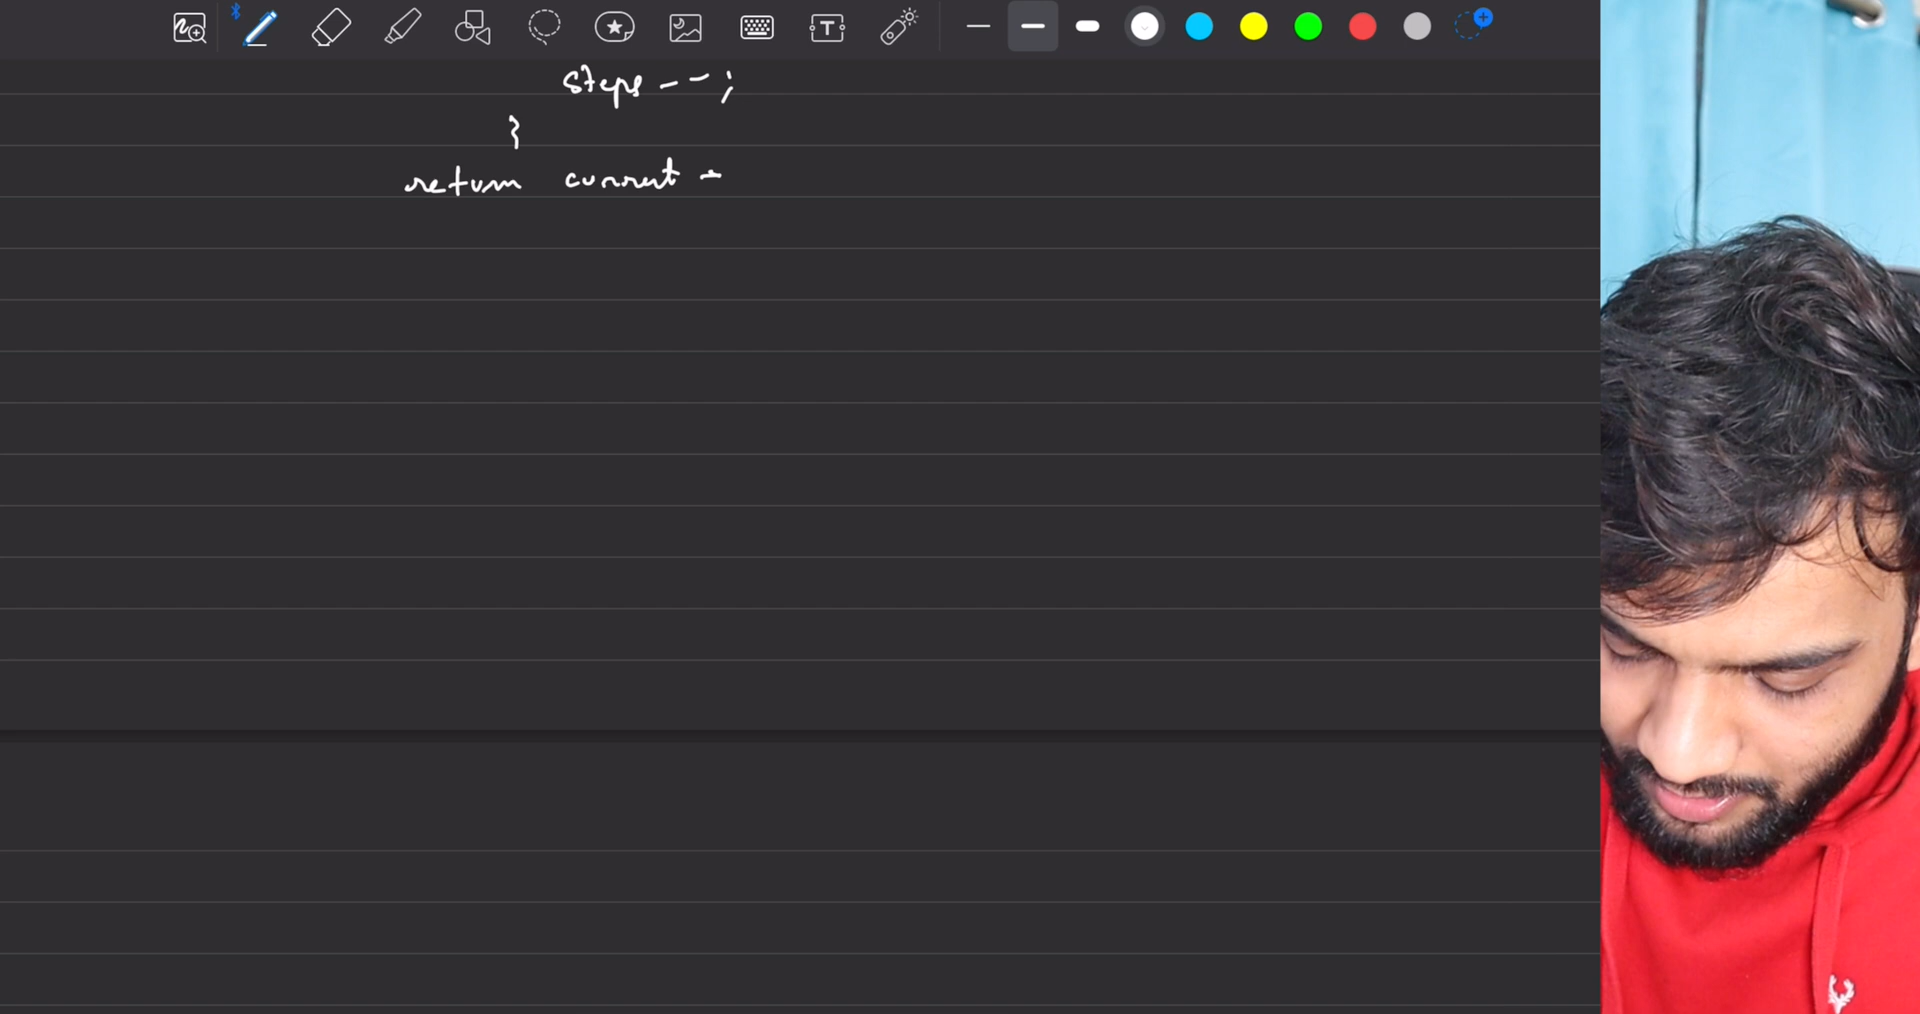 steps--;
}
return current -